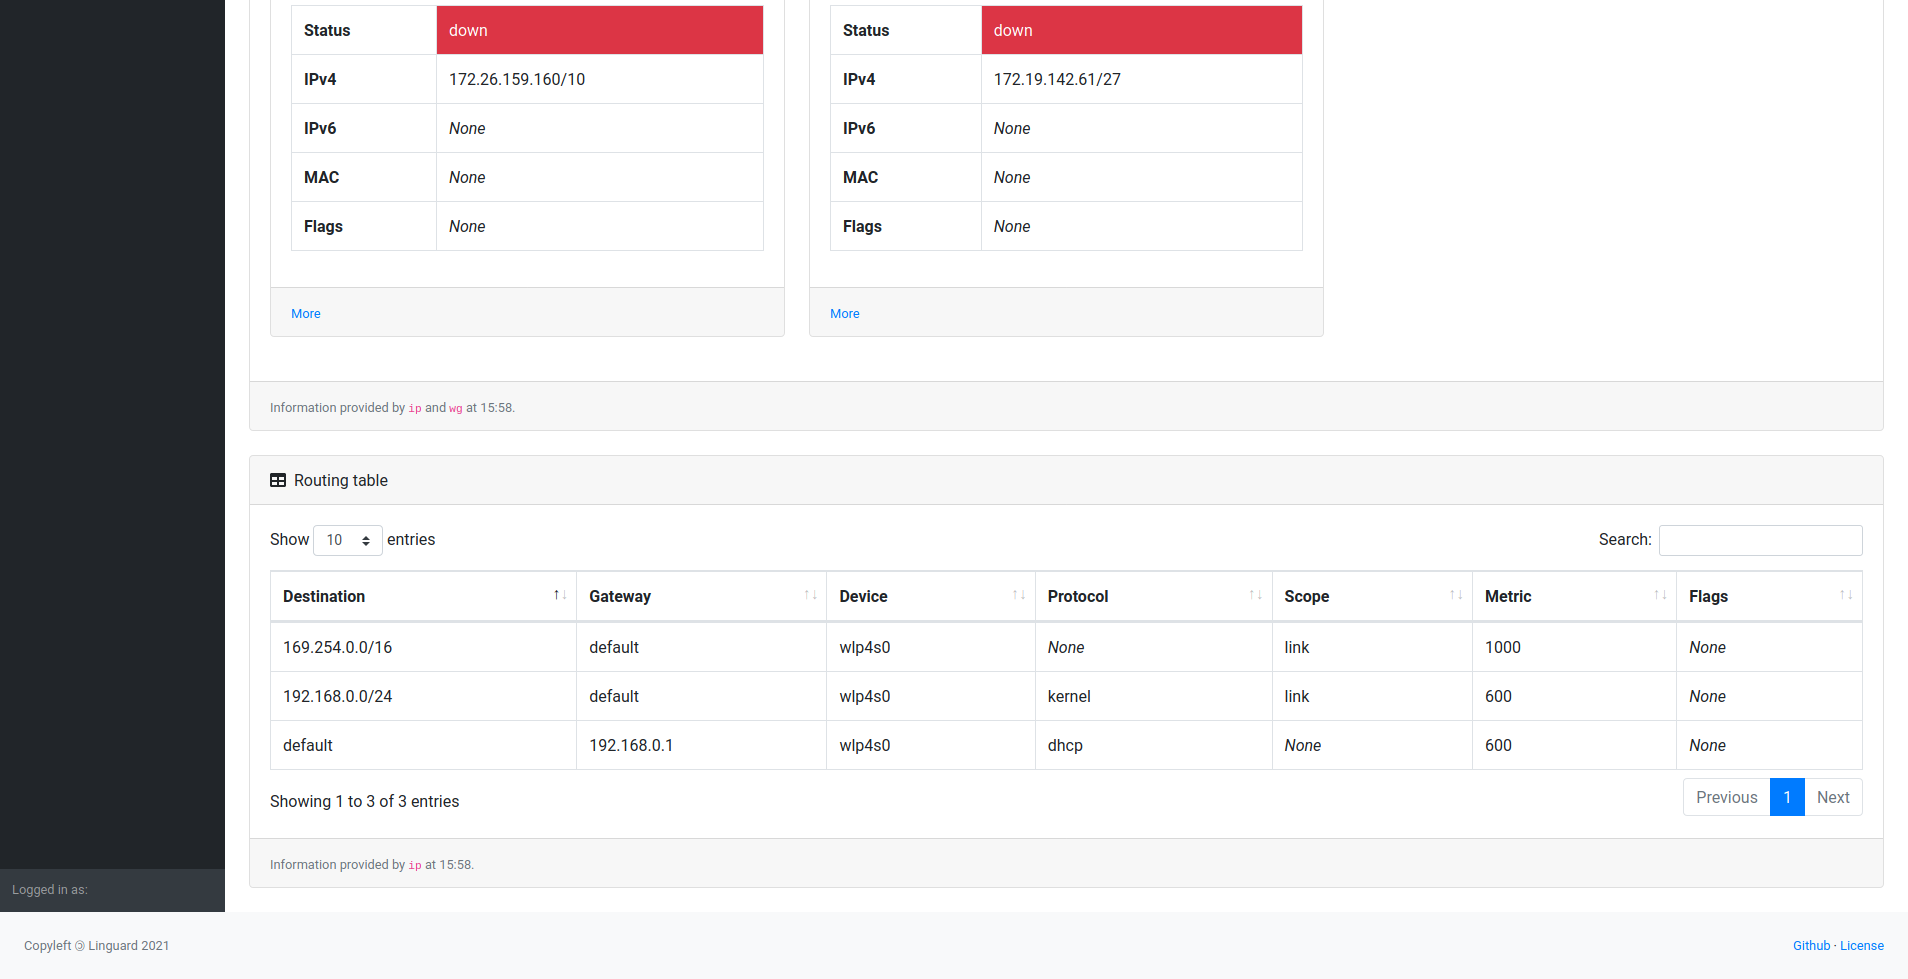 Status down
IPv4 172.26.159.160/10
IPv6 None
MAC None
Flags None
More
Status down
IPv4 172.19.142.61/27
IPv6 None
MAC None
Flags None
More
Information provided by ip and wg at 15:58.
Routing table
Show 10 entries
Search:
Destination ↑↓ Gateway ↑↓ Device ↑↓ Protocol ↑↓ Scope ↑↓ Metric ↑↓ Flags ↑↓
169.254.0.0/16 default wlp4s0 None link 1000 None
192.168.0.0/24 default wlp4s0 kernel link 600 None
default 192.168.0.1 wlp4s0 dhcp None 600 None
Showing 1 to 3 of 3 entries
Previous 1 Next
Information provided by ip at 15:58.
Logged in as:
Copyleft 🄯 Linguard 2021
Github · License